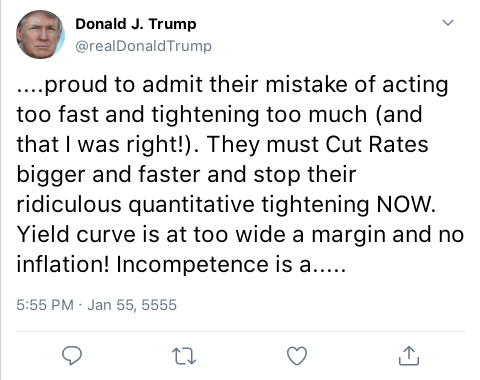 Donald J. Trump
@realDonaldTrump
....proud to admit their mistake of acting
too fast and tightening too much (and
that I was right!). They must Cut Rates
bigger and faster and stop their
ridiculous quantitative tightening NOW.
Yield curve is at too wide a margin and no
inflation! Incompetence is a.....
5:55 PM · Jan 55, 5555